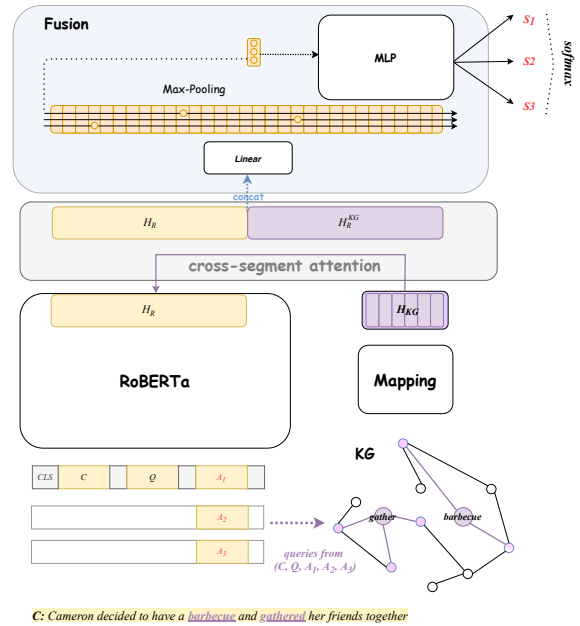 Fusion
MLP
S1
S2
S3
softmax
Max-Pooling
Linear
concat
H_R
H_R^KG
cross-segment attention
H_R
H_KG
RoBERTa
Mapping
KG
CLS C Q A1
A2
A3
gather
barbecue
queries from
(C, Q, A1, A2, A3)
C: Cameron decided to have a barbecue and gathered her friends together